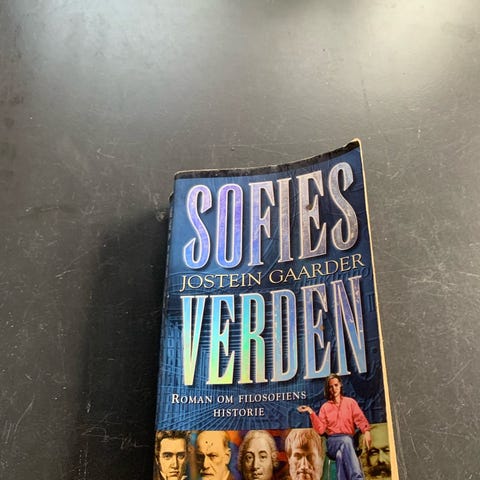 SOFIES
JOSTEIN GAARDER
VERDEN
ROMAN OM FILOSOFIENS
HISTORIE